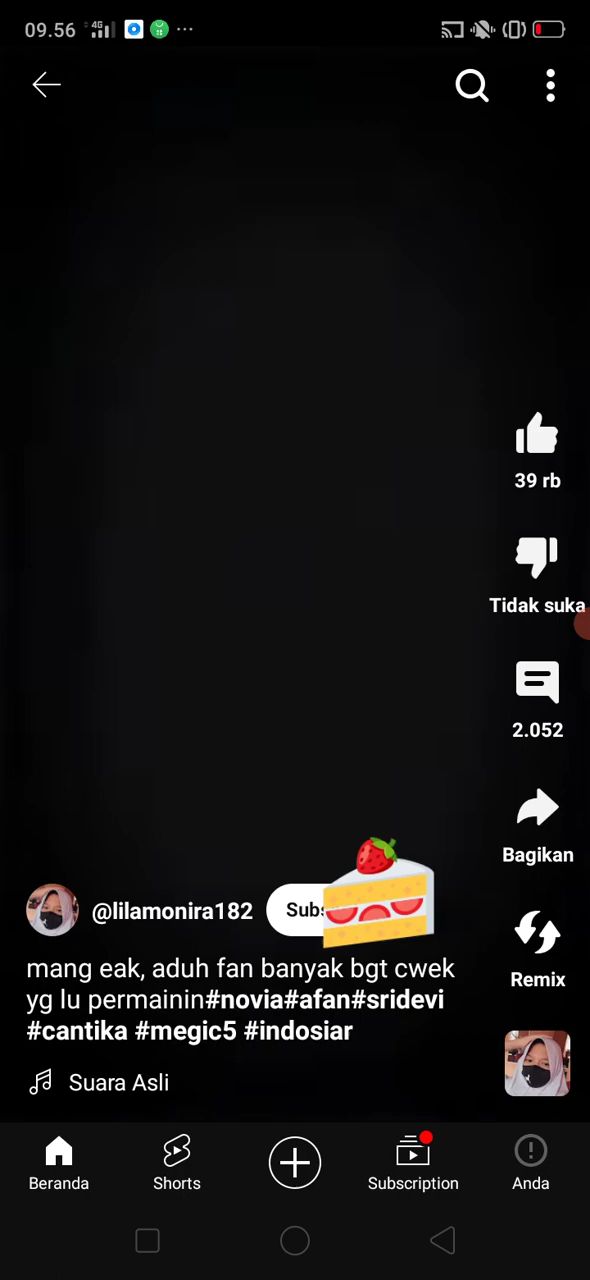 09.56 4G
39 rb
Tidak suka
2.052
Bagikan
@lilamonira182
mang eak, aduh fan banyak bgt cwek
yg lu permainin#novia#afan#sridevi
#cantika #megic5 #indosiar
Remix
Suara Asli
Beranda
Shorts
Subscription
Anda